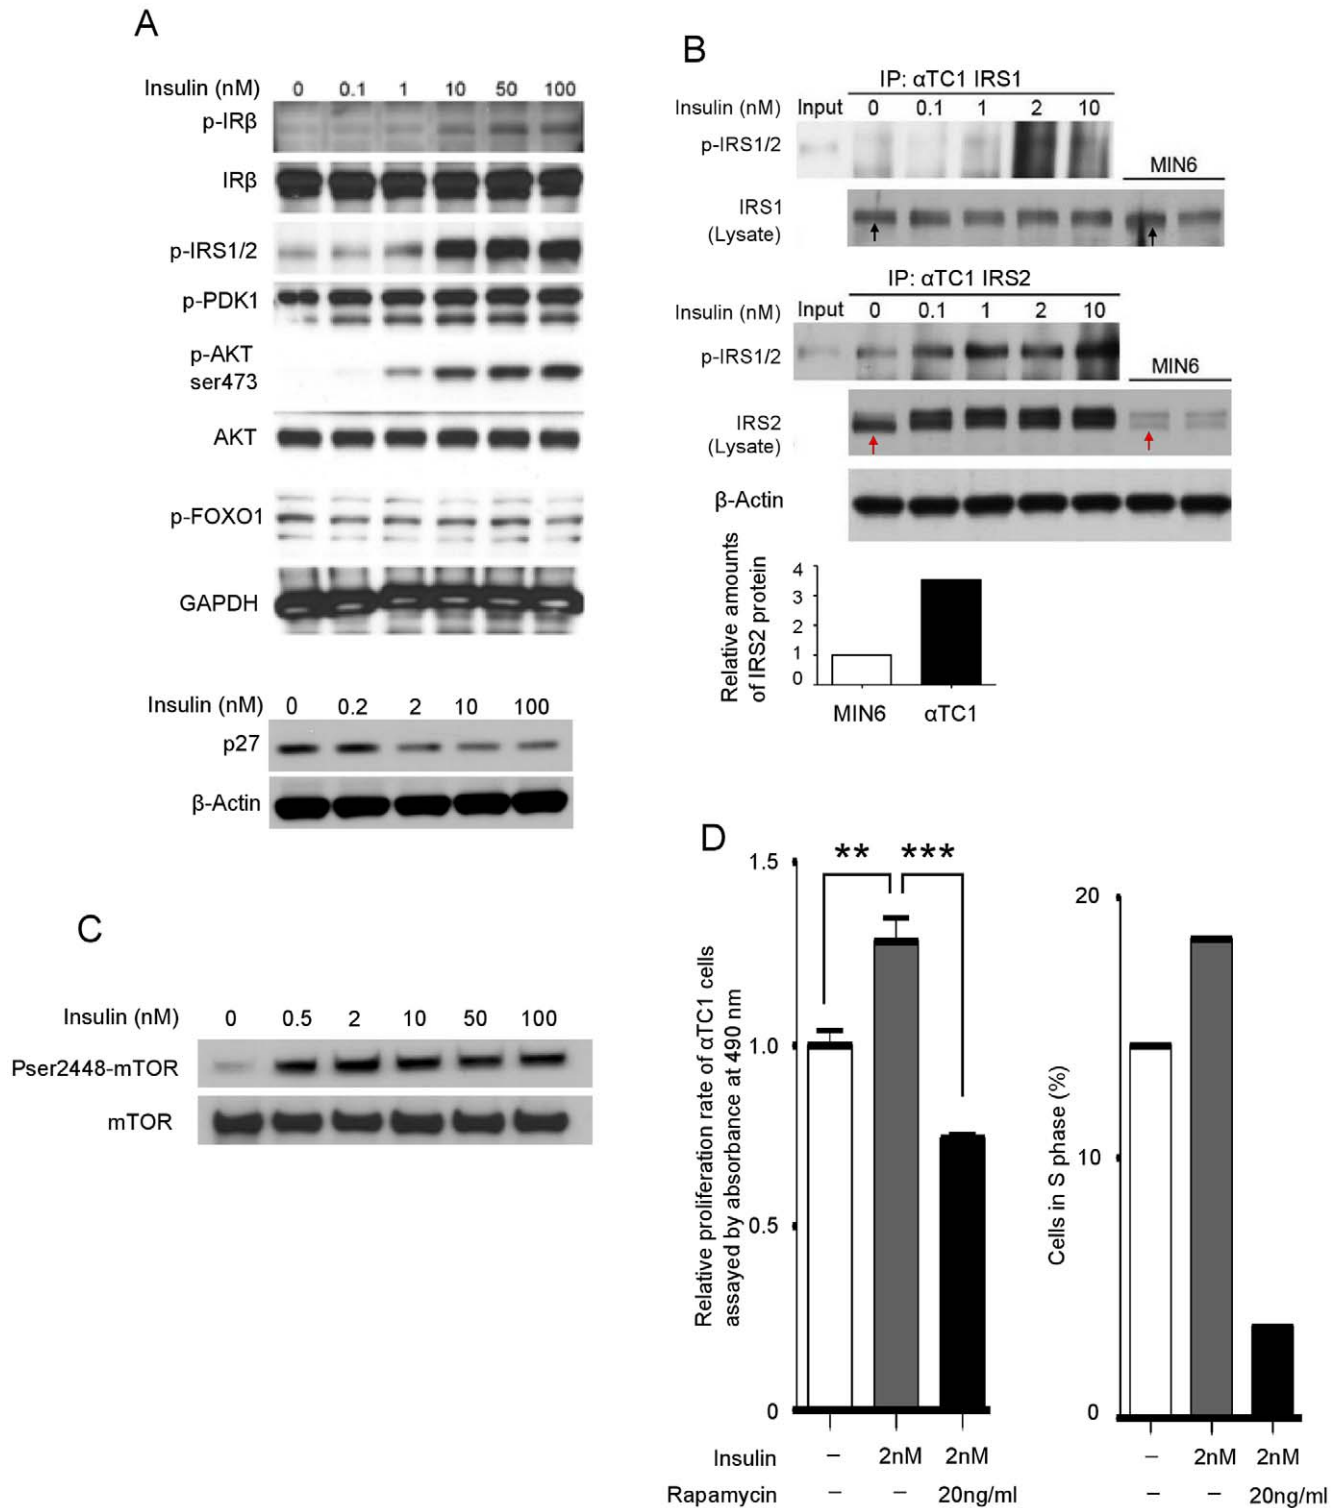 A
Insulin (nM) 0 0.1 1 10 50 100
p-IRβ
IRβ
p-IRS1/2
p-PDK1
p-AKT
ser473
AKT
p-FOXO1
GAPDH
Insulin (nM) 0 0.2 2 10 100
p27
β-Actin
B
IP: αTC1 IRS1
Insulin (nM) Input 0 0.1 1 2 10
p-IRS1/2
MIN6
IRS1
(Lysate)
IP: αTC1 IRS2
Insulin (nM) Input 0 0.1 1 2 10
p-IRS1/2
MIN6
IRS2
(Lysate)
β-Actin
Relative amounts
of IRS2 protein
4
3
2
1
0
MIN6 αTC1
C
Insulin (nM) 0 0.5 2 10 50 100
Pser2448-mTOR
mTOR
D
Relative proliferation rate of αTC1 cells
assayed by absorbance at 490 nm
1.5
1.0
0.5
0
** ***
Insulin – 2nM 2nM
Rapamycin – – 20ng/ml
Cells in S phase (%)
20
10
0
– 2nM 2nM
– – 20ng/ml